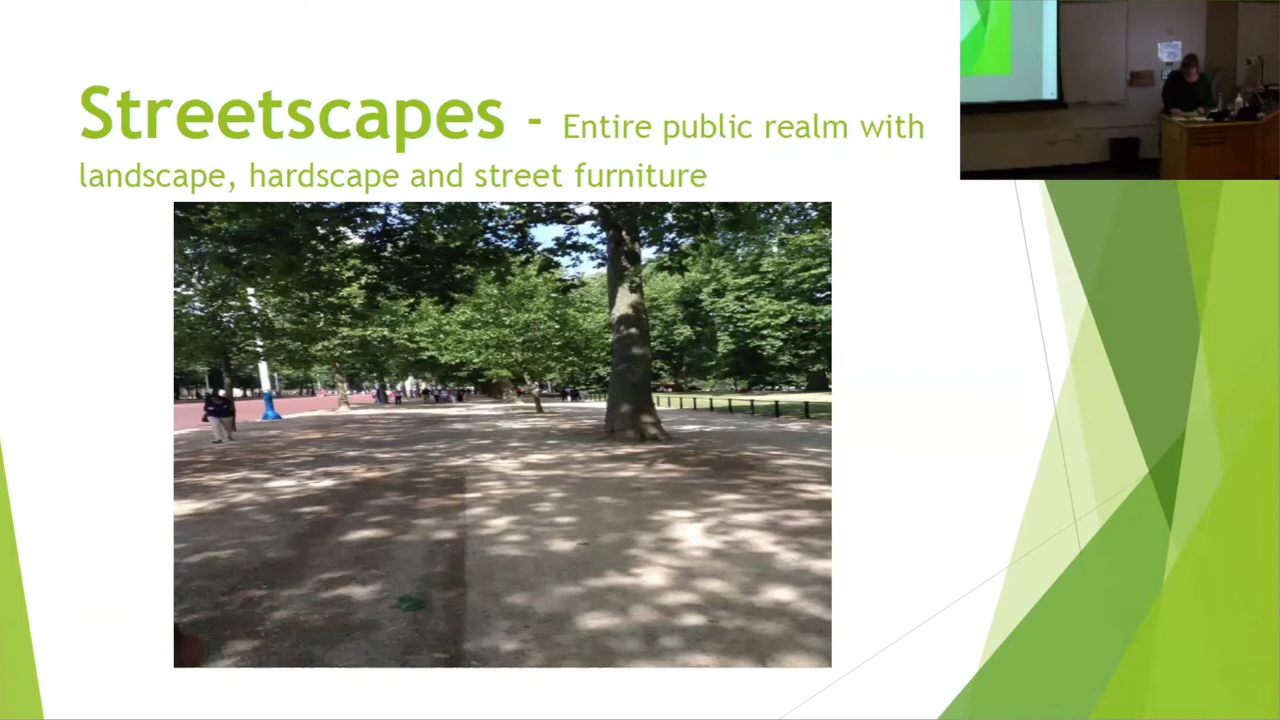 Streetscapes - Entire public realm with
landscape, hardscape and street furniture